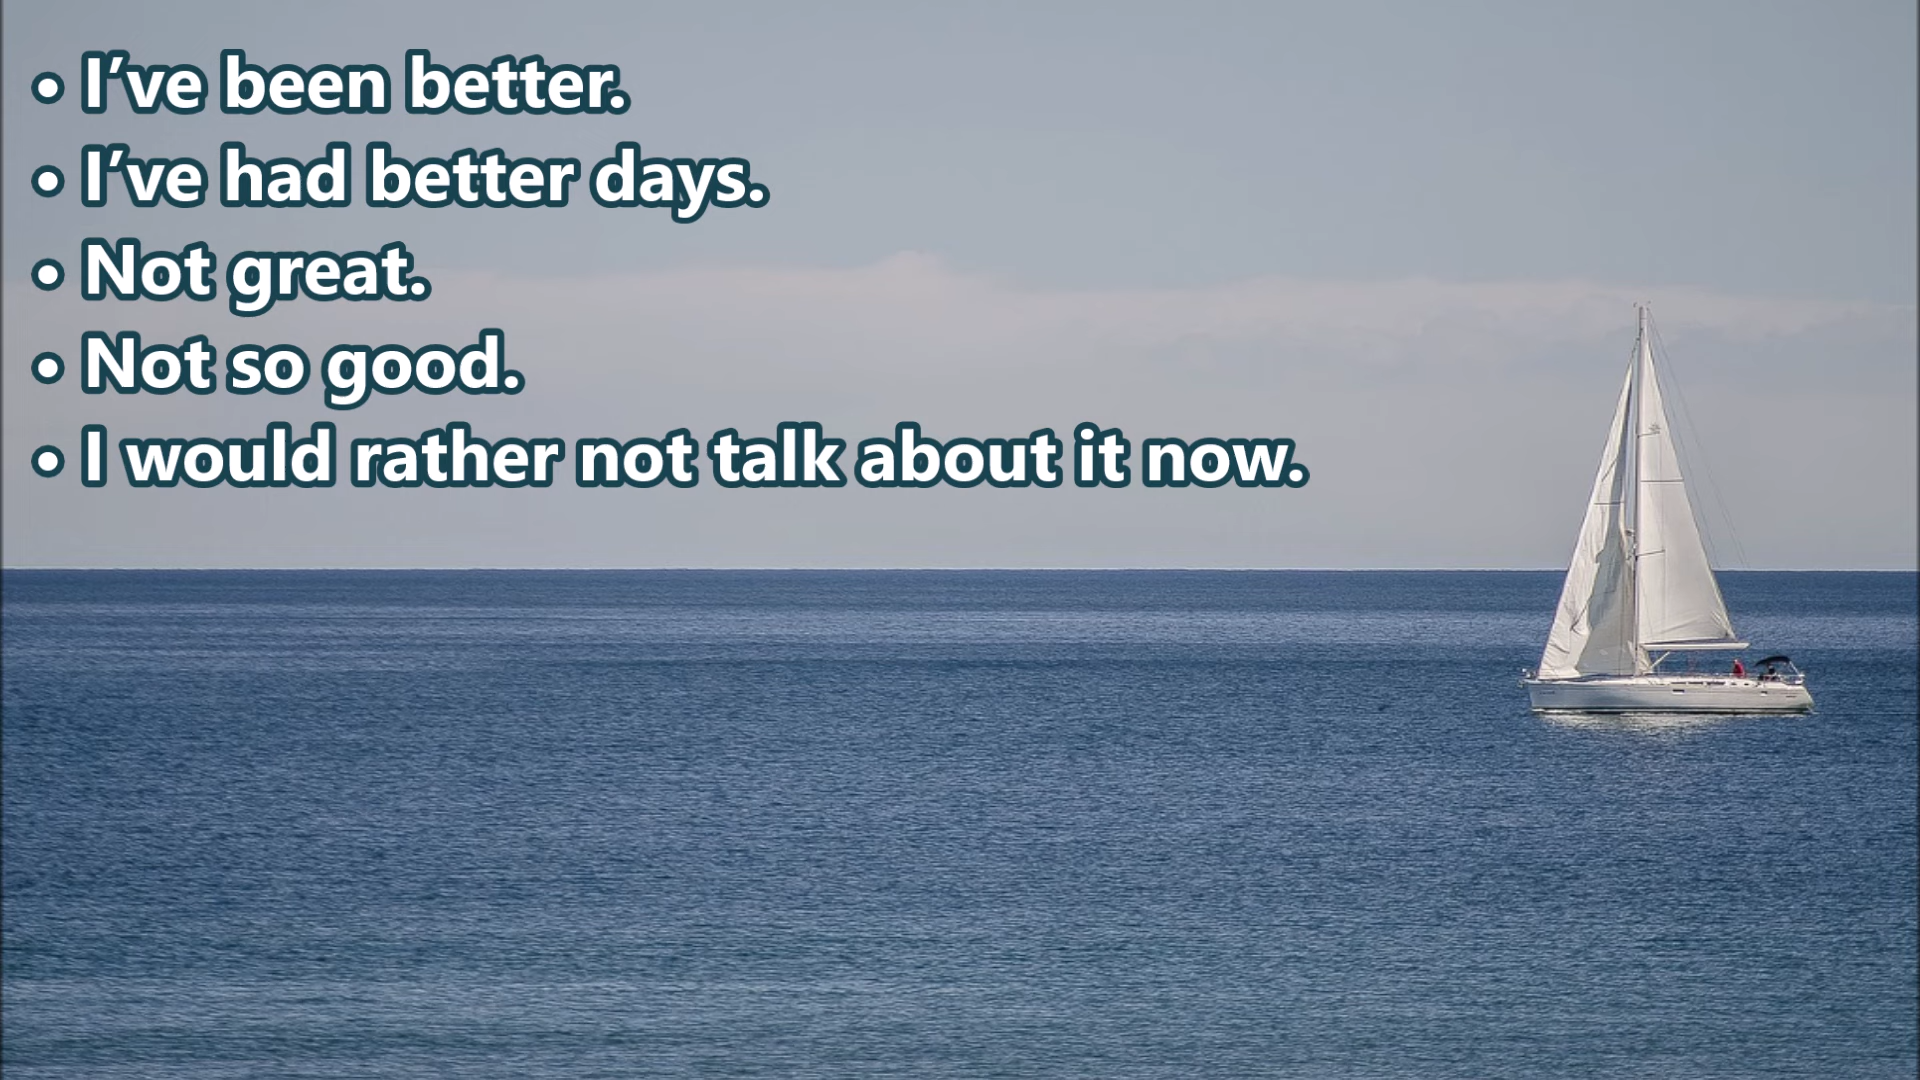 • I’ve been better.
• I’ve had better days.
• Not great.
• Not so good.
• I would rather not talk about it now.